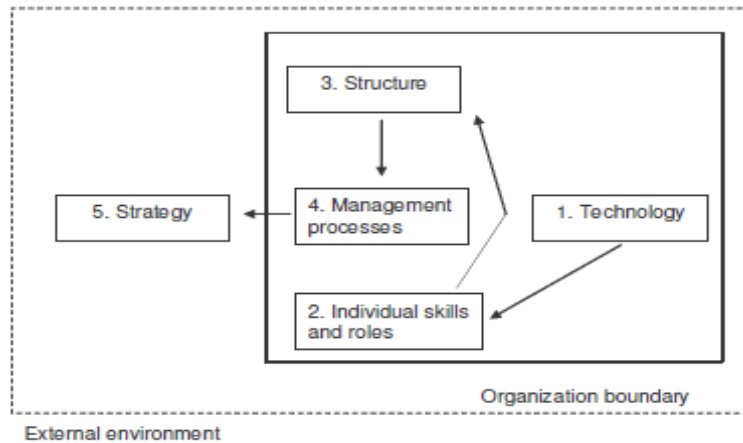 3. Structure
5. Strategy
4. Management
processes
1. Technology
2. Individual skills
and roles
Organization boundary
External environment